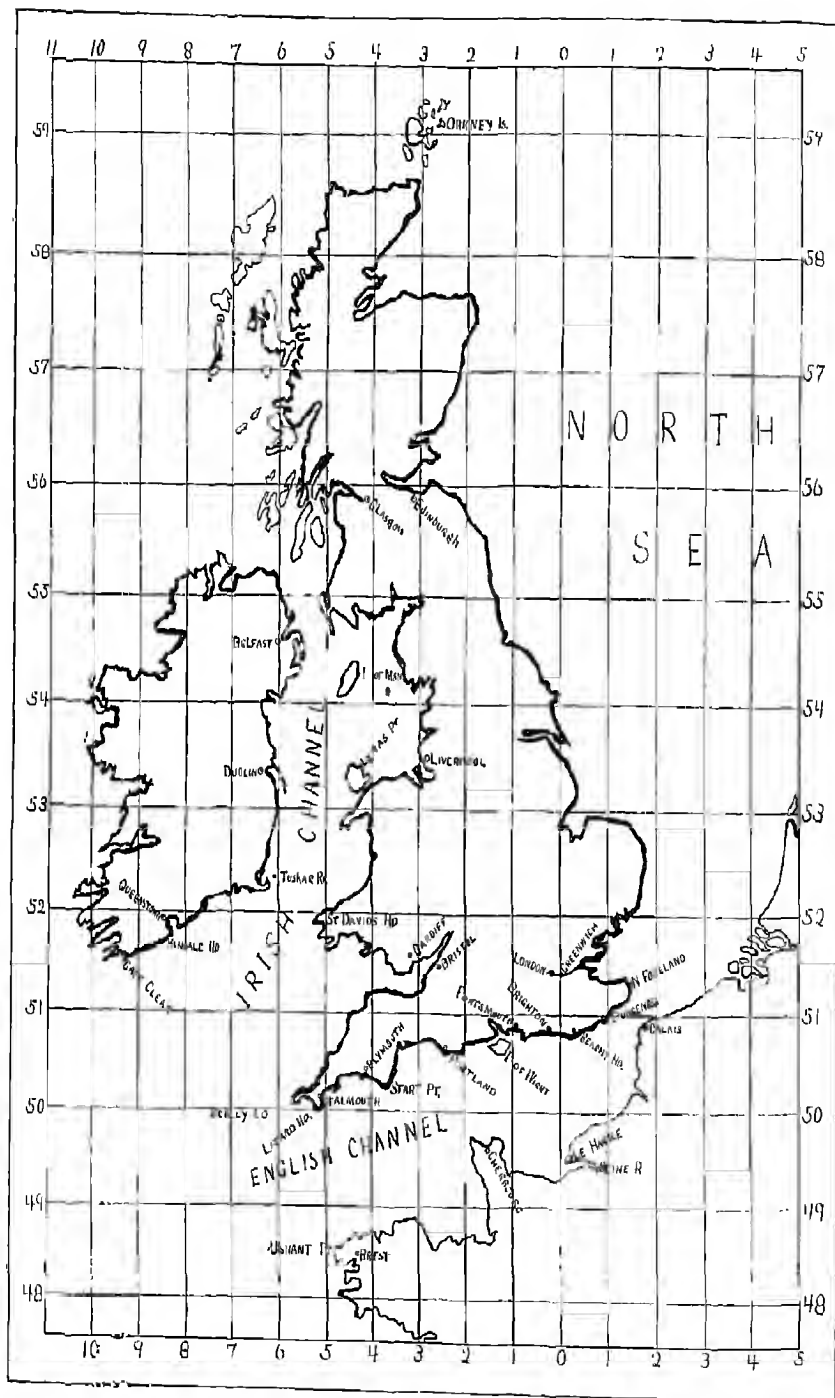 11 10 9 8 7 6 5 4 3 2 1 0 1 2 3 4 5
59 59
ORKNEY IS.
58 58
57 57
NORTH
56 56
GLASGOW
EDINBURGH
SEA
55 55
BELFAST
I OF MAN
54 54
LYNAS PT
LIVERPOOL
DUBLIN
CHANNEL
53 53
TUSKAR RK
QUEENSTOWN
52 52
ST DAVIDS HD
KINSALE HD
CARDIFF
BRISTOL
LONDON
GREENWICH
N FORELAND
CAPE CLEAR
IRISH
51 51
PORTSMOUTH
BRIGHTON
CALAIS
PLYMOUTH
I OF WIGHT
START PT.
PORTLAND
50 50
FALMOUTH
LIZARD HD.
ENGLISH CHANNEL
LE HAVRE
CHERBOURG
49 49
USHANT I
BREST
48 48
10 9 8 7 6 5 4 3 2 1 0 1 2 3 4 5